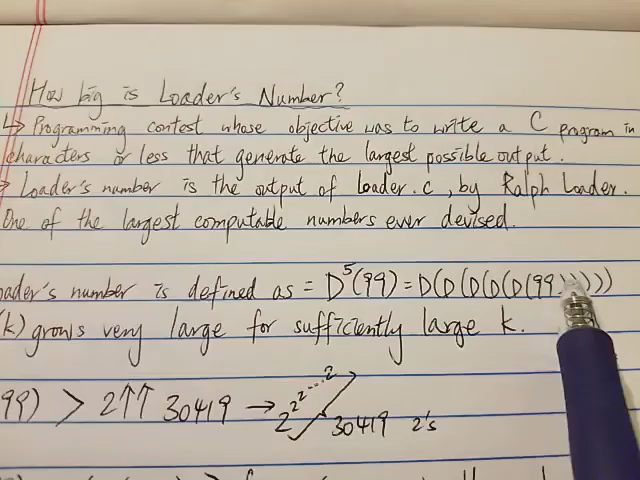 How big is Loader's Number?
↳ Programming contest whose objective was to write a C program in
characters or less that generate the largest possible output.
→ Loader's number is the output of loader.c, by Ralph Loader.
One of the largest computable numbers ever devised.
oader's number is defined as = D⁵(99) = D(D(D(D(D(99)))))
(k) grows very large for sufficiently large k.
99) > 2↑↑30419 → 2^2^2^...^2 30419 2's